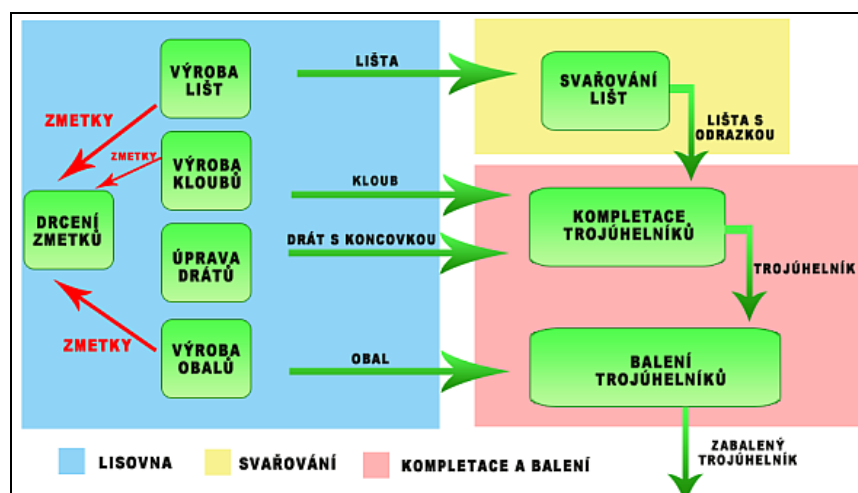 VÝROBA
LIŠT
LIŠTA
SVAŘOVÁNÍ
LIŠT
ZMETKY
LIŠTA S
ODRAZKOU
VÝROBA
KLOUBŮ
ZMETKY
KLOUB
KOMPLETACE
TROJÚHELNÍKŮ
DRCENÍ
ZMETKŮ
ÚPRAVA
DRÁTŮ
DRÁT S KONCOVKOU
TROJÚHELNÍK
ZMETKY
VÝROBA
OBALŮ
OBAL
BALENÍ
TROJÚHELNÍKŮ
ZABALENÝ
TROJÚHELNÍK
LISOVNA
SVAŘOVÁNÍ
KOMPLETACE A BALENÍ